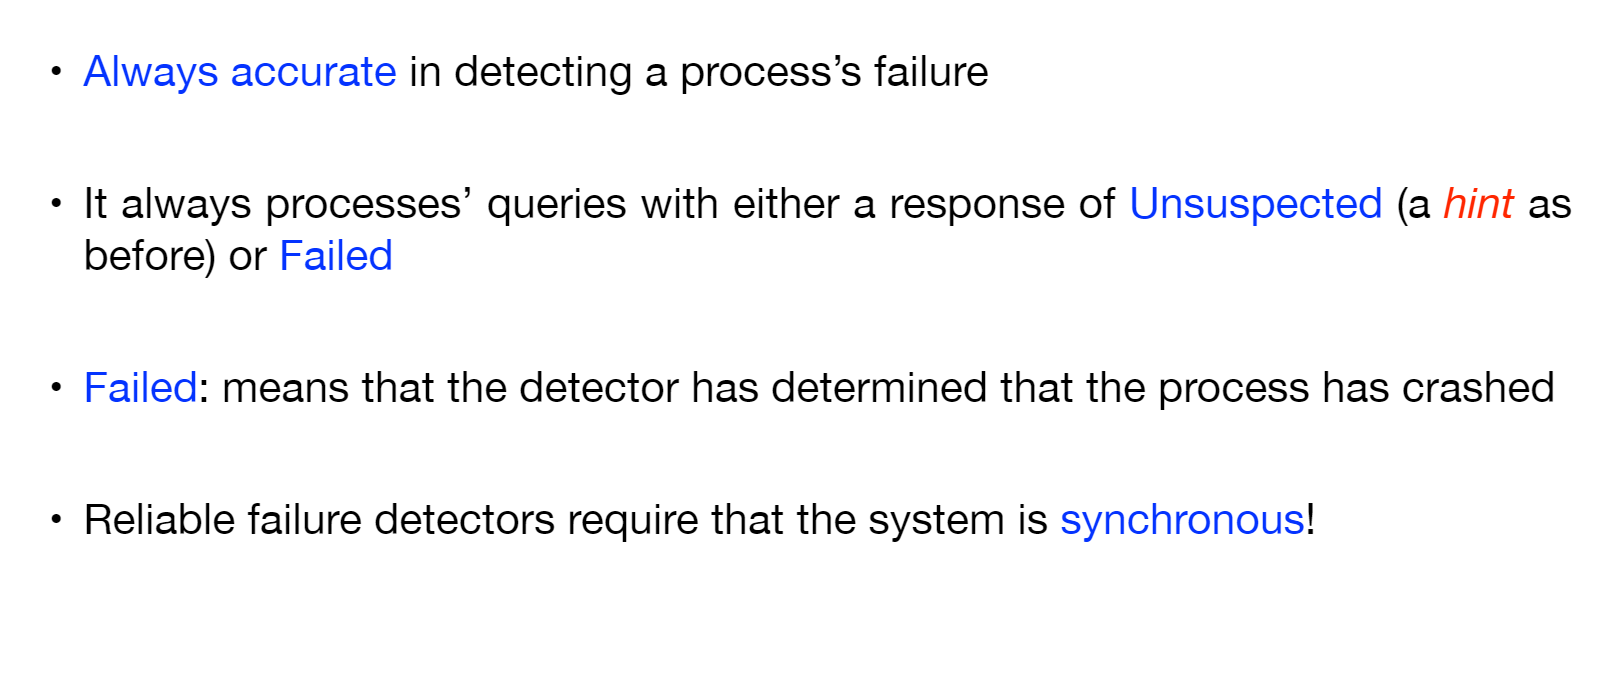 • Always accurate in detecting a process’s failure
• It always processes’ queries with either a response of Unsuspected (a hint as
before) or Failed
• Failed: means that the detector has determined that the process has crashed
• Reliable failure detectors require that the system is synchronous!